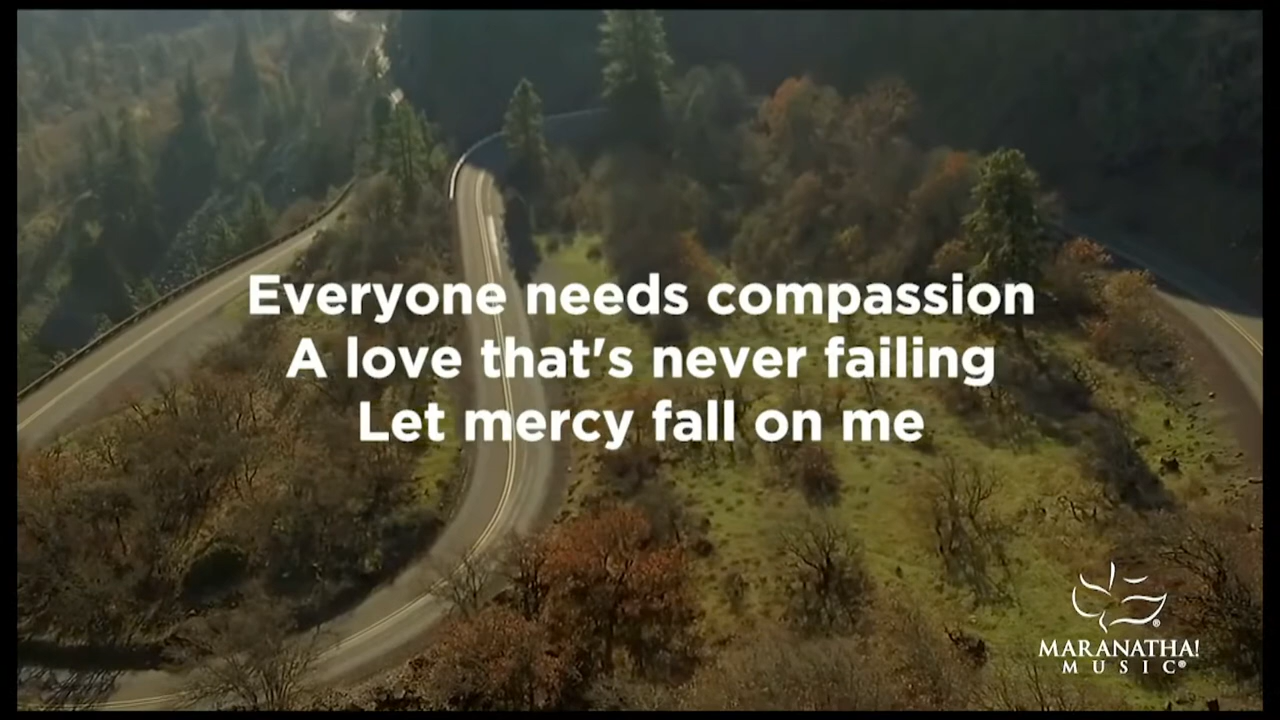 Everyone needs compassion
A love that's never failing
Let mercy fall on me
MARANATHA!
MUSIC®